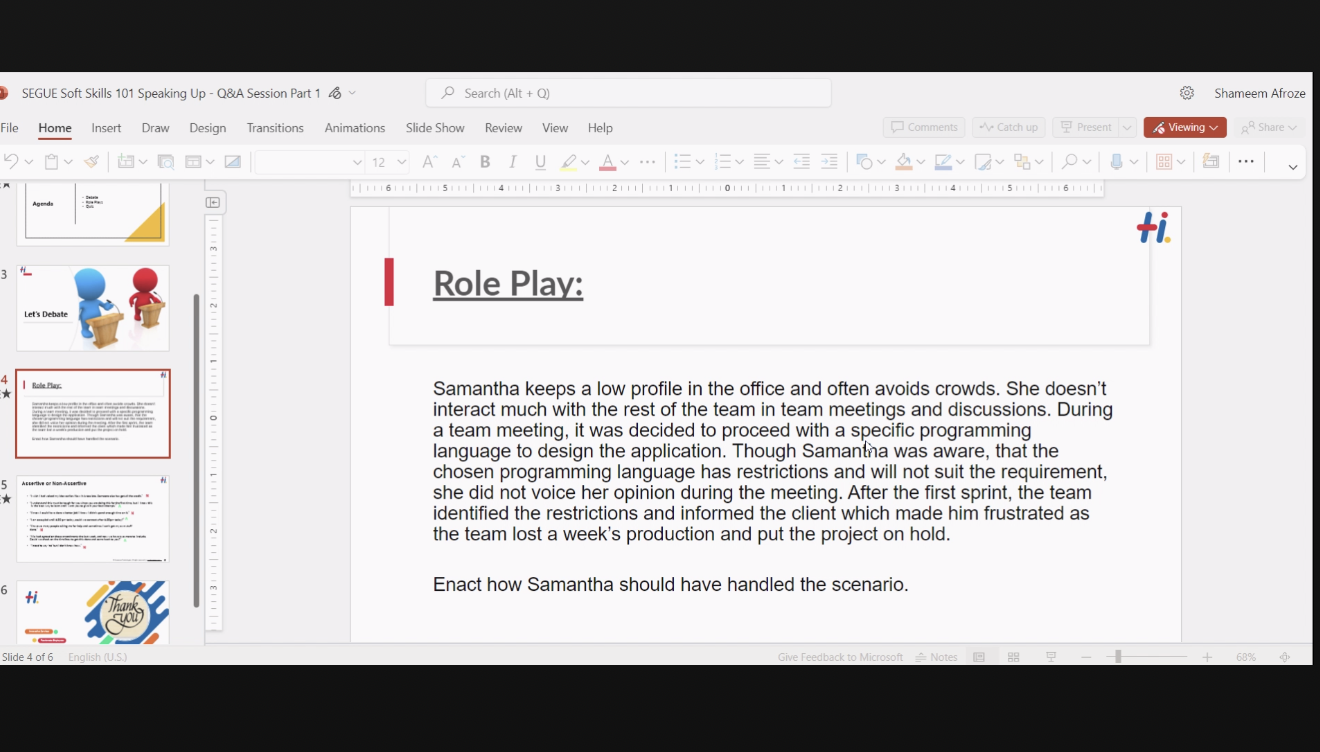 SEGUE Soft Skills 101 Speaking Up - Q&A Session Part 1
Search (Alt + Q)
Shameem Afroze
File Home Insert Draw Design Transitions Animations Slide Show Review View Help
Comments Catch up Present Viewing Share
12
Agenda
3
Let's Debate
4
Role Play:
5
Assertive or Non-Assertive
6
Hi.
Thank you
Hi.
Role Play:
Samantha keeps a low profile in the office and often avoids crowds. She doesn't
interact much with the rest of the team in team meetings and discussions. During
a team meeting, it was decided to proceed with a specific programming
language to design the application. Though Samantha was aware, that the
chosen programming language has restrictions and will not suit the requirement,
she did not voice her opinion during the meeting. After the first sprint, the team
identified the restrictions and informed the client which made him frustrated as
the team lost a week's production and put the project on hold.
Enact how Samantha should have handled the scenario.
Slide 4 of 6 English (U.S.)
Give Feedback to Microsoft Notes 68%